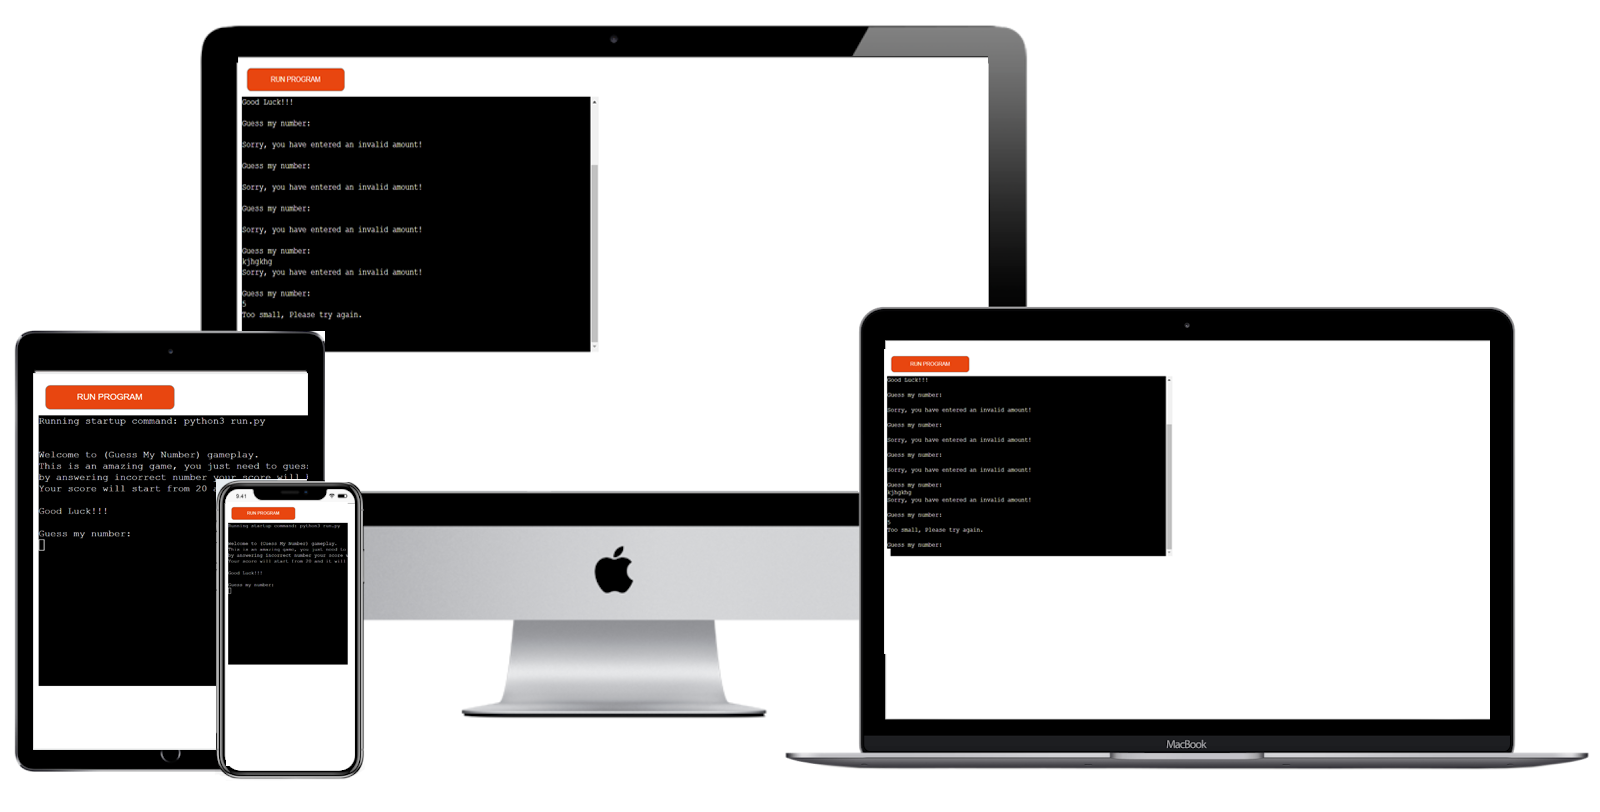 RUN PROGRAM
Good Luck!!!
Guess my number:
Sorry, you have entered an invalid amount!
Guess my number:
Sorry, you have entered an invalid amount!
Guess my number:
Sorry, you have entered an invalid amount!
Guess my number:
kjhgkhg
Sorry, you have entered an invalid amount!
Guess my number:
5
Too small, Please try again.
RUN PROGRAM
Running startup command: python3 run.py
Welcome to (Guess My Number) gameplay.
This is an amazing game, you just need to guess
by answering incorrect number your score will
Your score will start from 20
Good Luck!!!
Guess my number:
9:41
RUN PROGRAM
Running startup command: python3 run.py
Welcome to (Guess My Number) gameplay.
This is an amazing game, you just need to
by answering incorrect number your score
Your score will start from 20 and it will
Good Luck!!!
Guess my number:
RUN PROGRAM
Good Luck!!!
Guess my number:
Sorry, you have entered an invalid amount!
Guess my number:
Sorry, you have entered an invalid amount!
Guess my number:
Sorry, you have entered an invalid amount!
Guess my number:
kjhgkhg
Sorry, you have entered an invalid amount!
Guess my number:
5
Too small, Please try again.
Guess my number:
MacBook